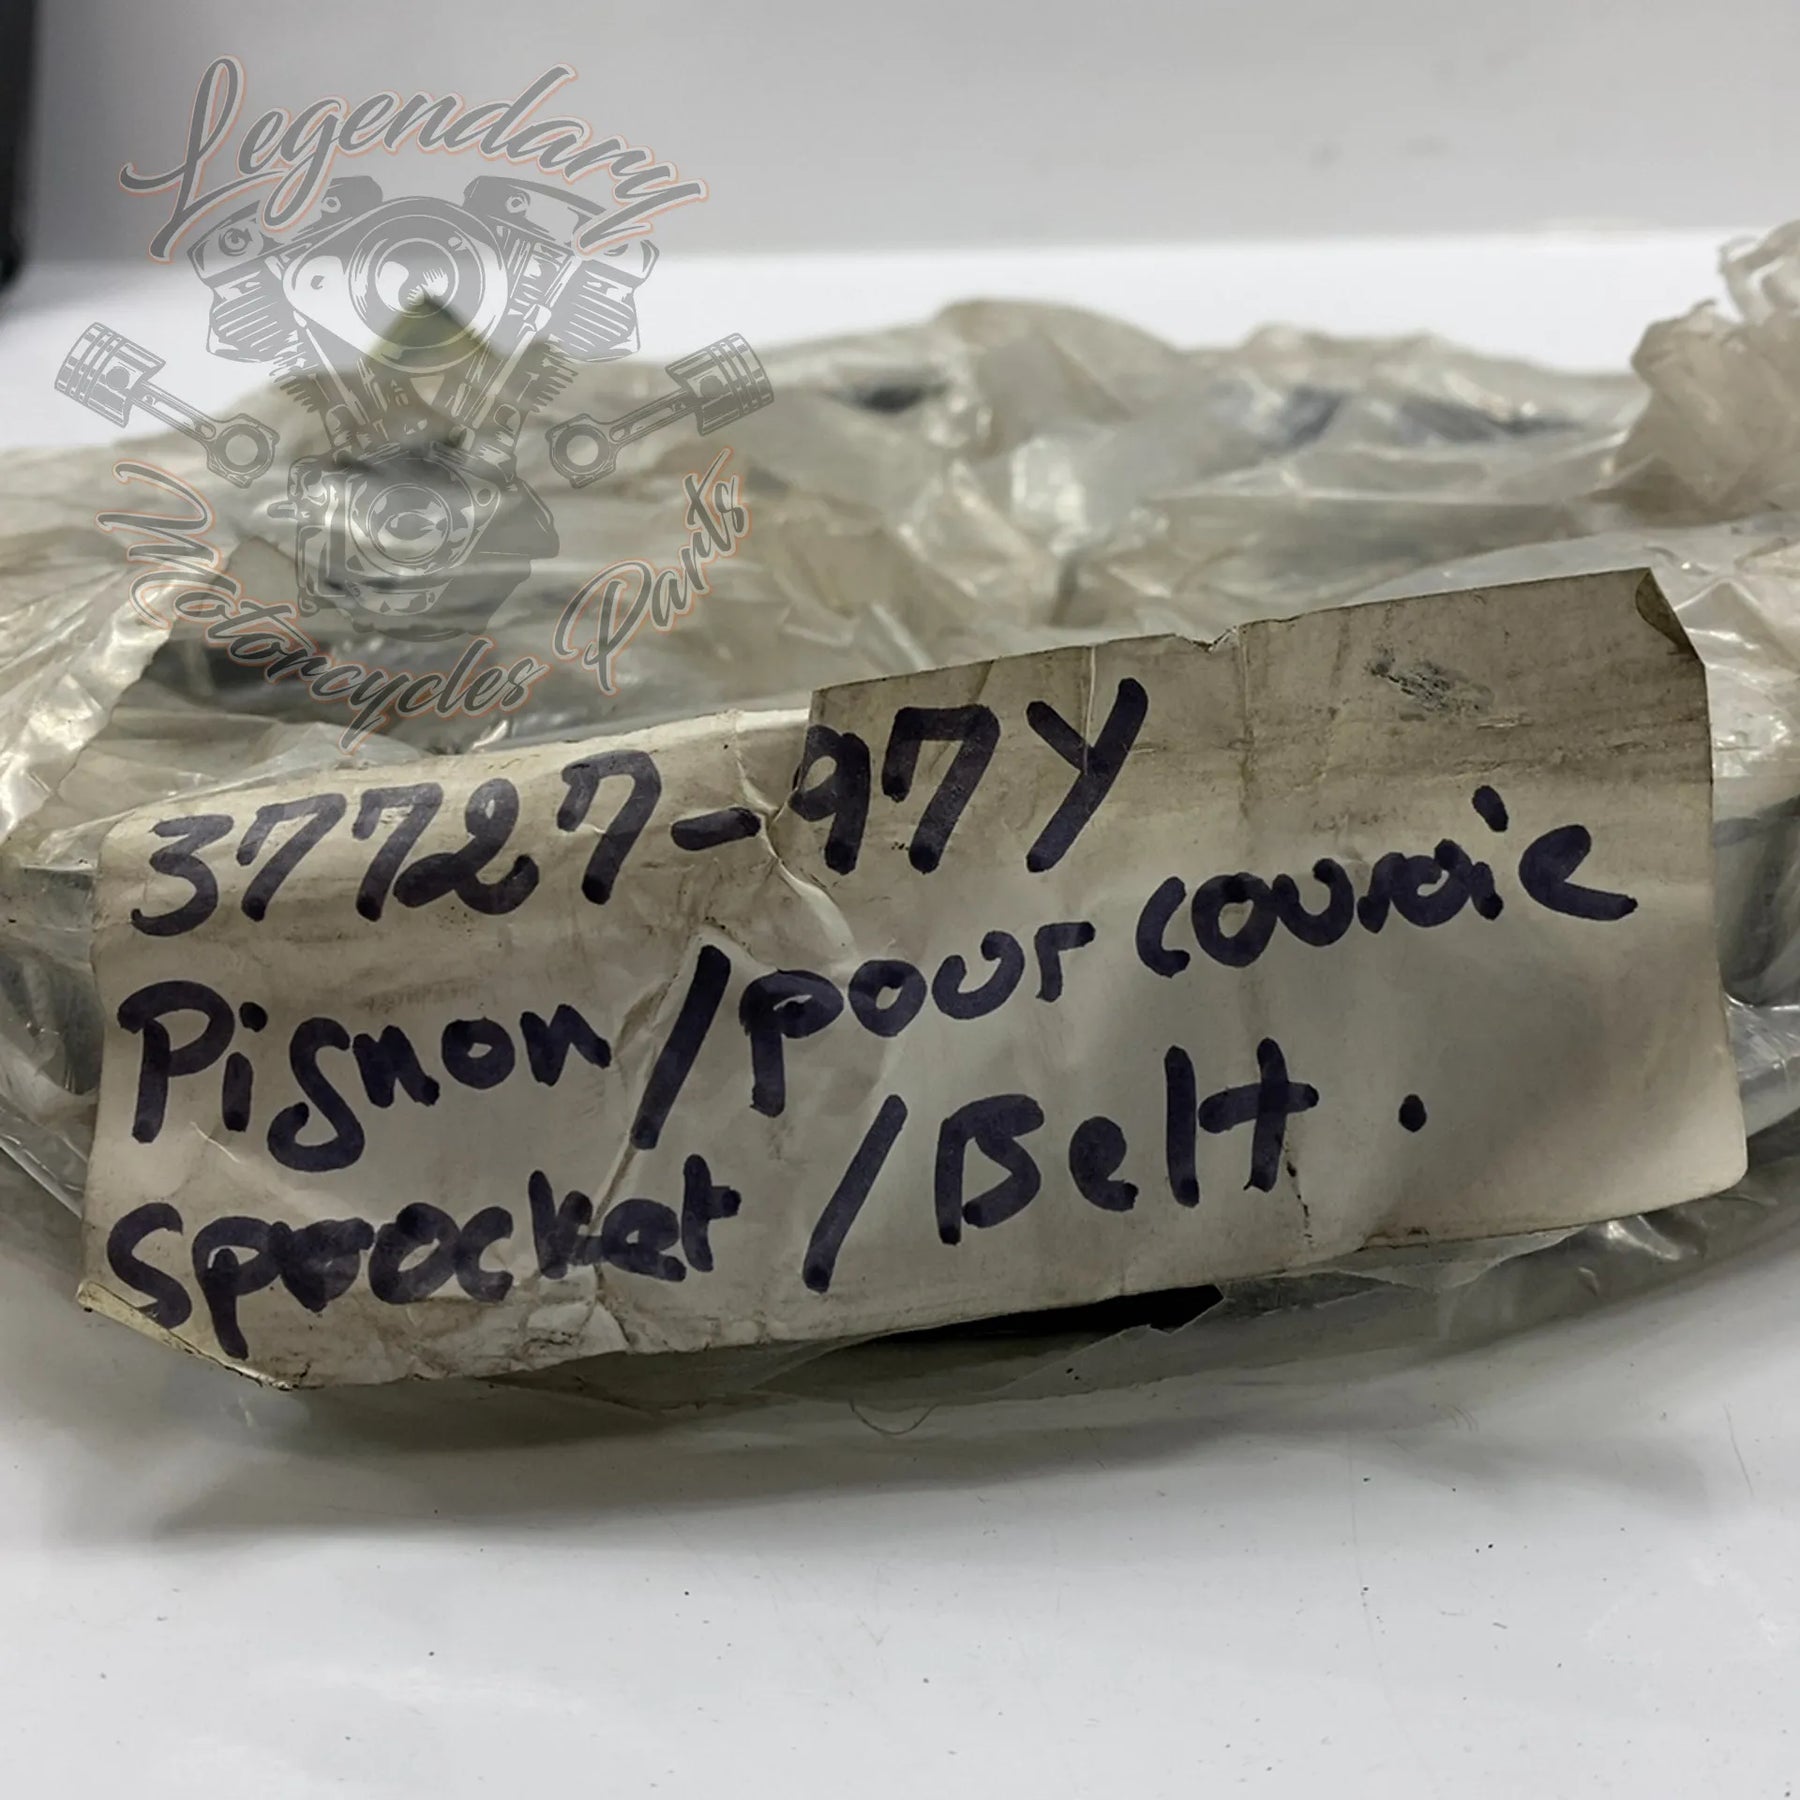 Legendary
Motorcycles Parts
37727-97Y
Pignon/pour courroie
sprocket/Belt.